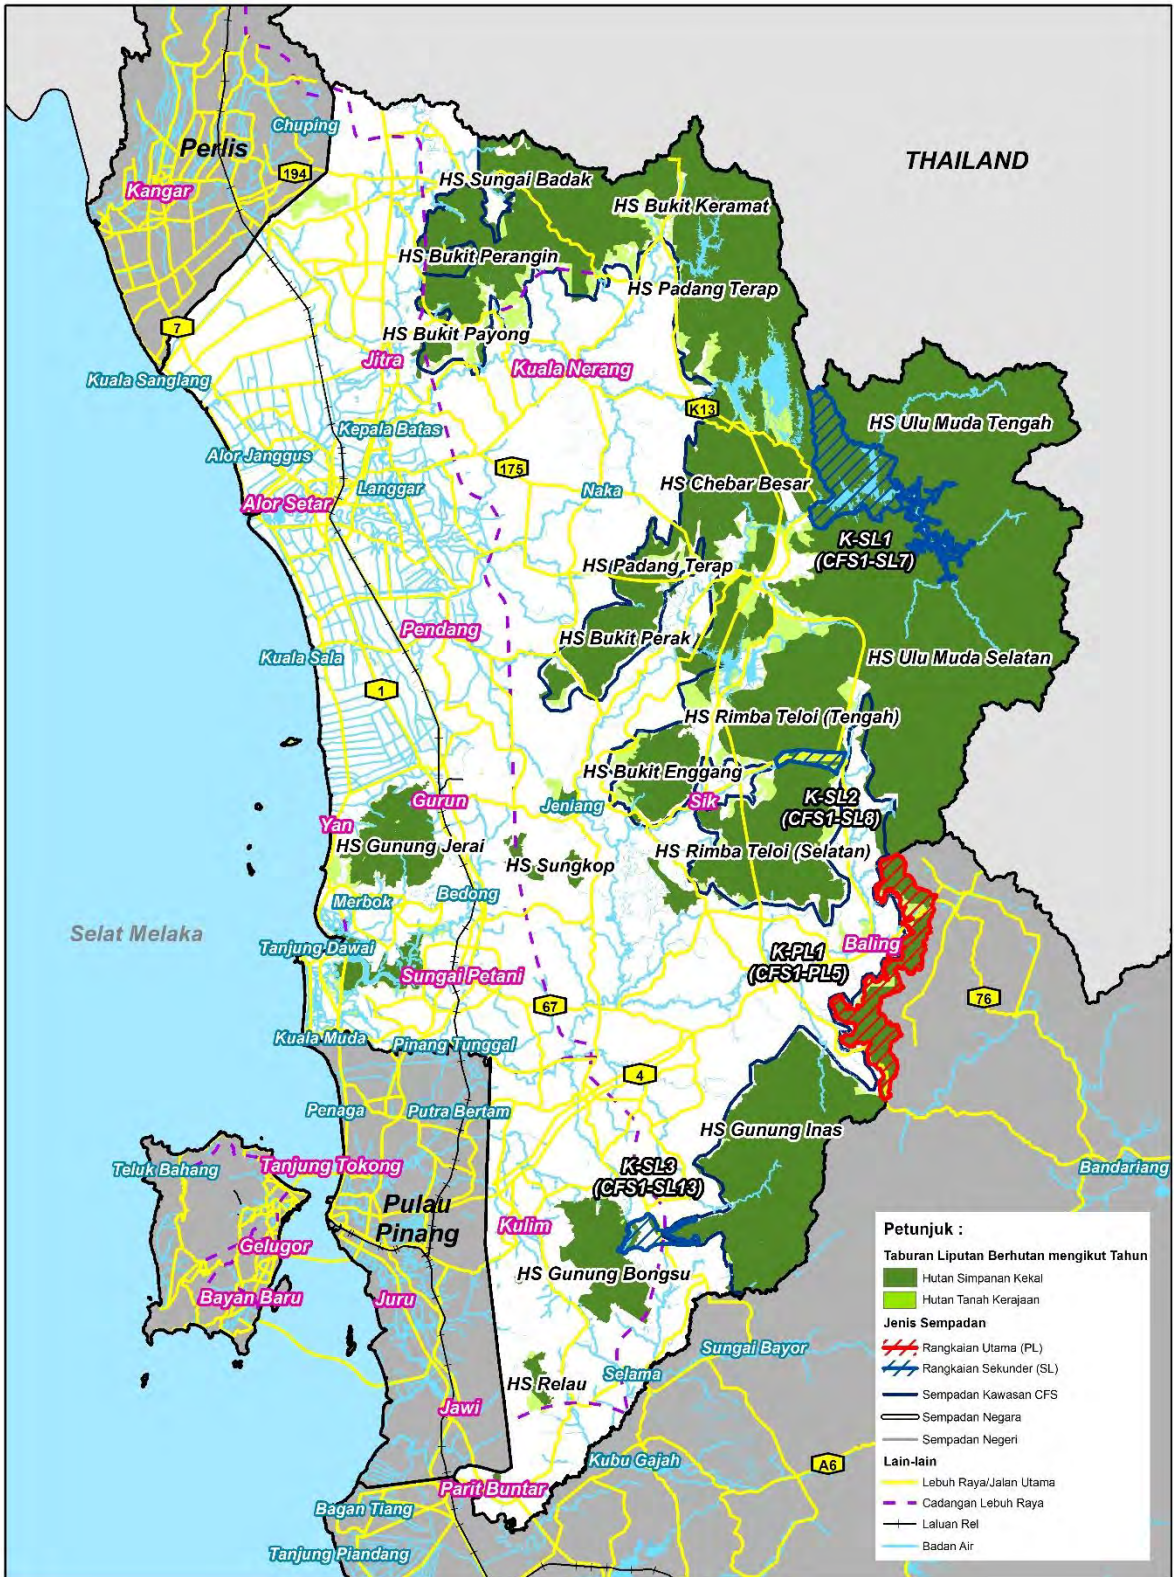 THAILAND
Chuping
Perlis
194
Kangar
HS Sungai Badak
HS Bukit Keramat
HS Bukit Perangin
HS Padang Terap
7
HS Bukit Payong
Jitra
Kuala Nerang
Kuala Sanglang
K13
HS Ulu Muda Tengah
Kepala Batas
Alor Janggus
175
HS Chebar Besar
Langgar
Naka
Alor Setar
K-SL1
(CFS1-SL7)
HS Padang Terap
Pendang
HS Bukit Perak
Kuala Sala
HS Ulu Muda Selatan
1
HS Rimba Teloi (Tengah)
HS Bukit Enggang
Gurun
Jeniang
Sik
K-SL2
(CFS1-SL8)
Yan
HS Gunung Jerai
HS Rimba Teloi (Selatan)
HS Sungkop
Bedong
Merbok
Selat Melaka
Tanjung Dawai
Baling
K-PL1
(CFS1-PL5)
Sungai Petani
67
76
Kuala Muda
Pinang Tunggal
4
Penaga
Putra Bertam
HS Gunung Inas
Teluk Bahang
Tanjung Tokong
K-SL3
(CFS1-SL13)
Bandariang
Pulau
Pinang
Kulim
Gelugor
HS Gunung Bongsu
Bayan Baru
Juru
Sungai Bayor
Selama
HS Relau
Jawi
Kubu Gajah
A6
Parit Buntar
Bagan Tiang
Tanjung Piandang
Petunjuk :
Taburan Liputan Berhutan mengikut Tahun
Hutan Simpanan Kekal
Hutan Tanah Kerajaan
Jenis Sempadan
Rangkaian Utama (PL)
Rangkaian Sekunder (SL)
Sempadan Kawasan CFS
Sempadan Negara
Sempadan Negeri
Lain-lain
Lebuh Raya/Jalan Utama
Cadangan Lebuh Raya
Laluan Rel
Badan Air